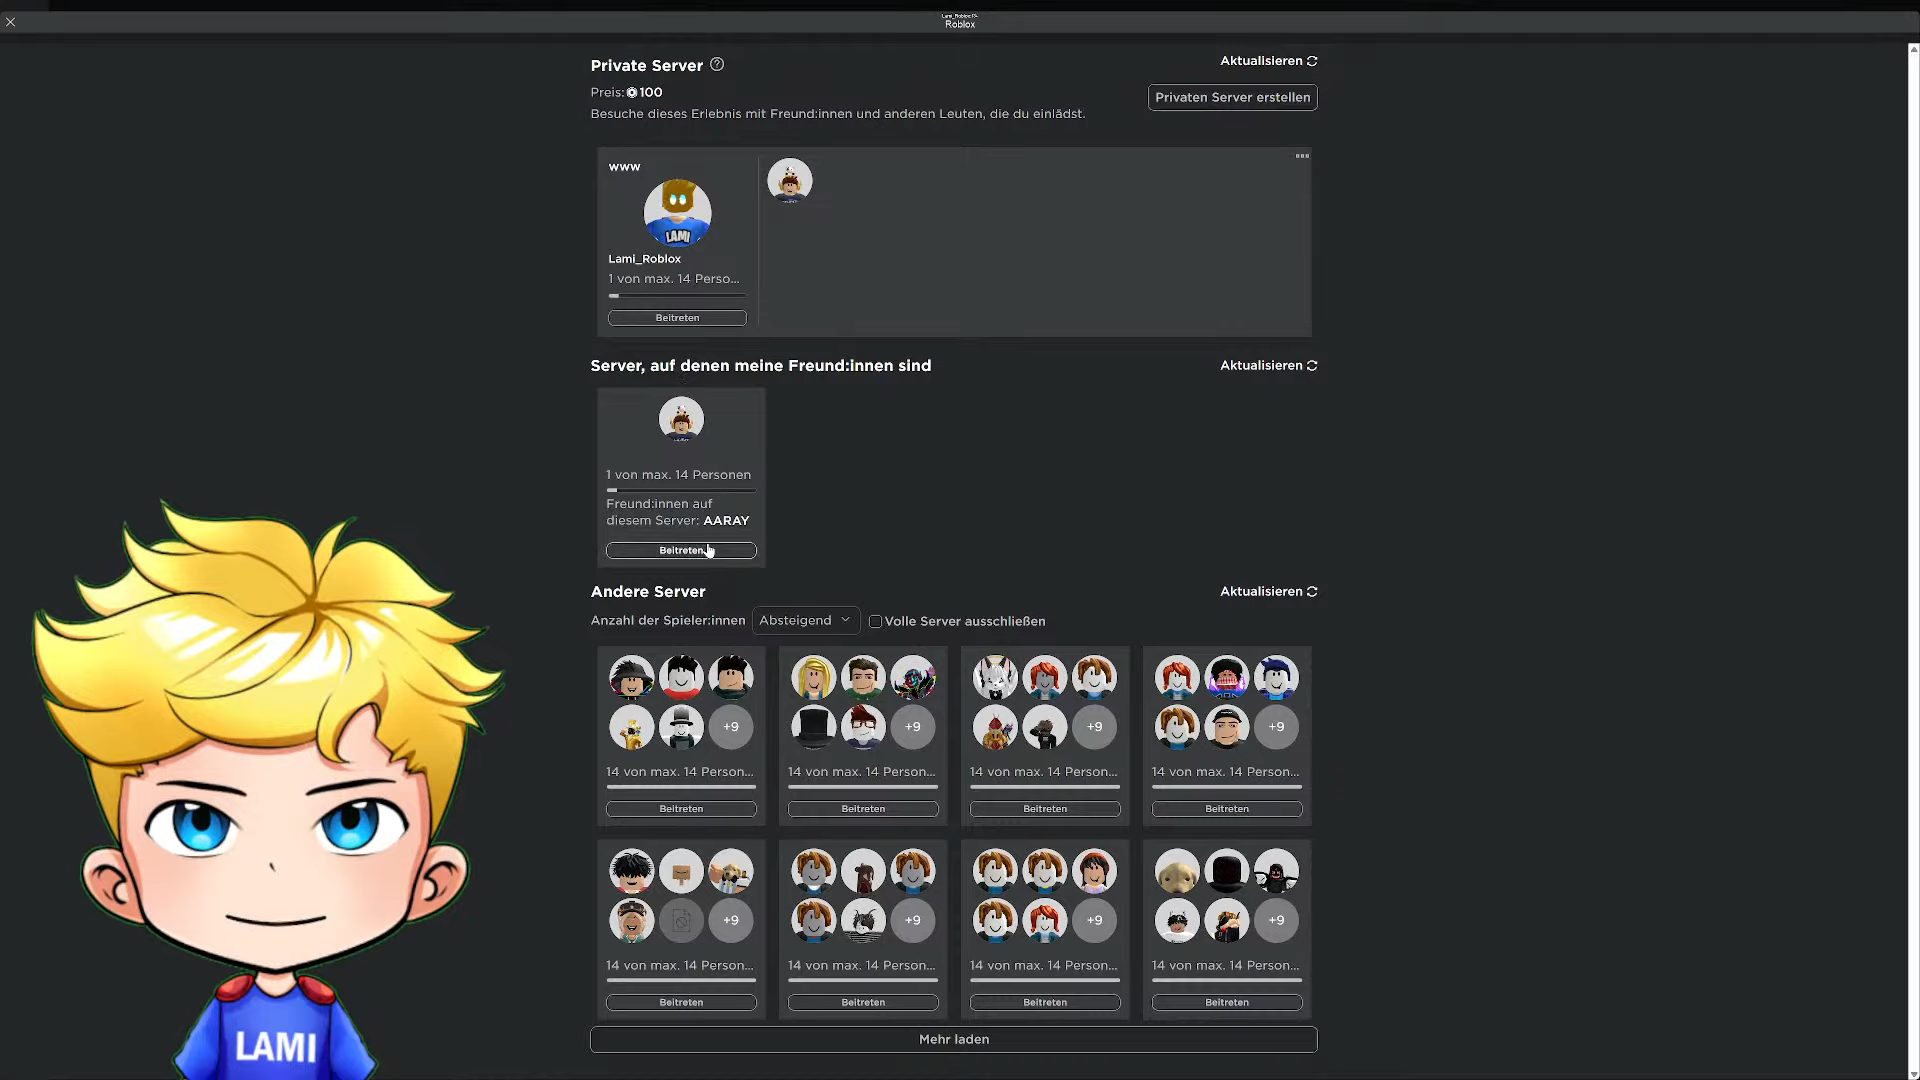 Roblox
Private Server
Aktualisieren
Preis: 100
Privaten Server erstellen
Besuche dieses Erlebnis mit Freund:innen und anderen Leuten, die du einlädst.
www
LAMI
Lami_Roblox
1 von max. 14 Perso...
Beitreten
Server, auf denen meine Freund:innen sind
Aktualisieren
1 von max. 14 Personen
Freund:innen auf
diesem Server: AARAY
Beitreten
Andere Server
Aktualisieren
Anzahl der Spieler:innen Absteigend Volle Server ausschließen
+9 +9 +9 +9
14 von max. 14 Person... 14 von max. 14 Person... 14 von max. 14 Person... 14 von max. 14 Person...
Beitreten Beitreten Beitreten Beitreten
+9 +9 +9 +9
14 von max. 14 Person... 14 von max. 14 Person... 14 von max. 14 Person... 14 von max. 14 Person...
Beitreten Beitreten Beitreten Beitreten
Mehr laden
LAMI